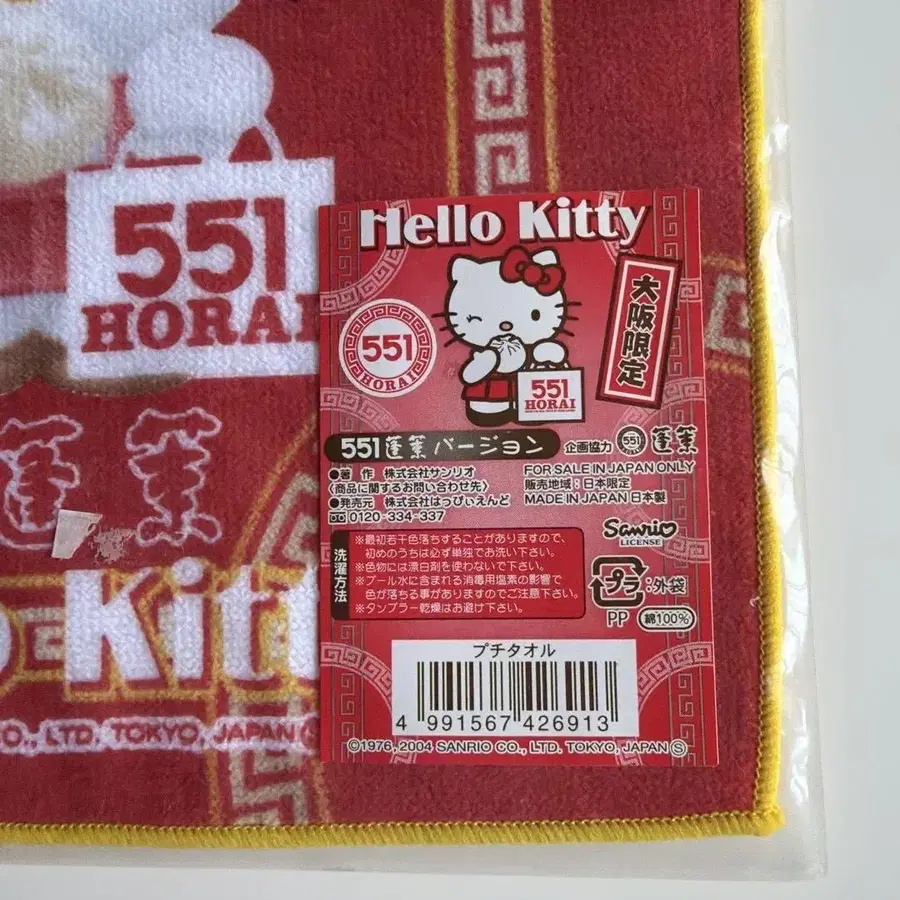 551
HORAI
蓬莱
Kit
CO., LTD. TOKYO, JAPAN Ⓢ
Hello Kitty
大阪限定
551
HORAI
551
HORAI
551蓬莱バージョン
企画協力 551 蓬莱
●著 作 株式会社サンリオ
〈商品に関するお問い合わせ先〉
●発売元 株式会社はっぴぃえんど
0120-334-337
FOR SALE IN JAPAN ONLY
販売地域:日本限定
MADE IN JAPAN 日本製
洗濯方法
※最初若干色落ちすることがありますので、
初めのうちは必ず単独でお洗い下さい。
※色物には漂白剤を使わないで下さい。
※プール水に含まれる消毒用塩素の影響で
色が落ちる事がありますのでご注意下さい。
※タンブラー乾燥はお避け下さい。
Sanrio
LICENSE
プラ :外袋
PP 綿100%
プチタオル
4 991567 426913
©1976, 2004 SANRIO CO., LTD. TOKYO, JAPAN Ⓢ